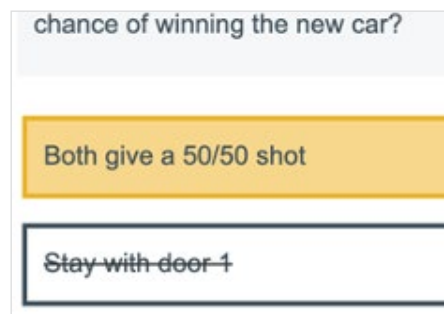 chance of winning the new car?
Both give a 50/50 shot
Stay with door 1